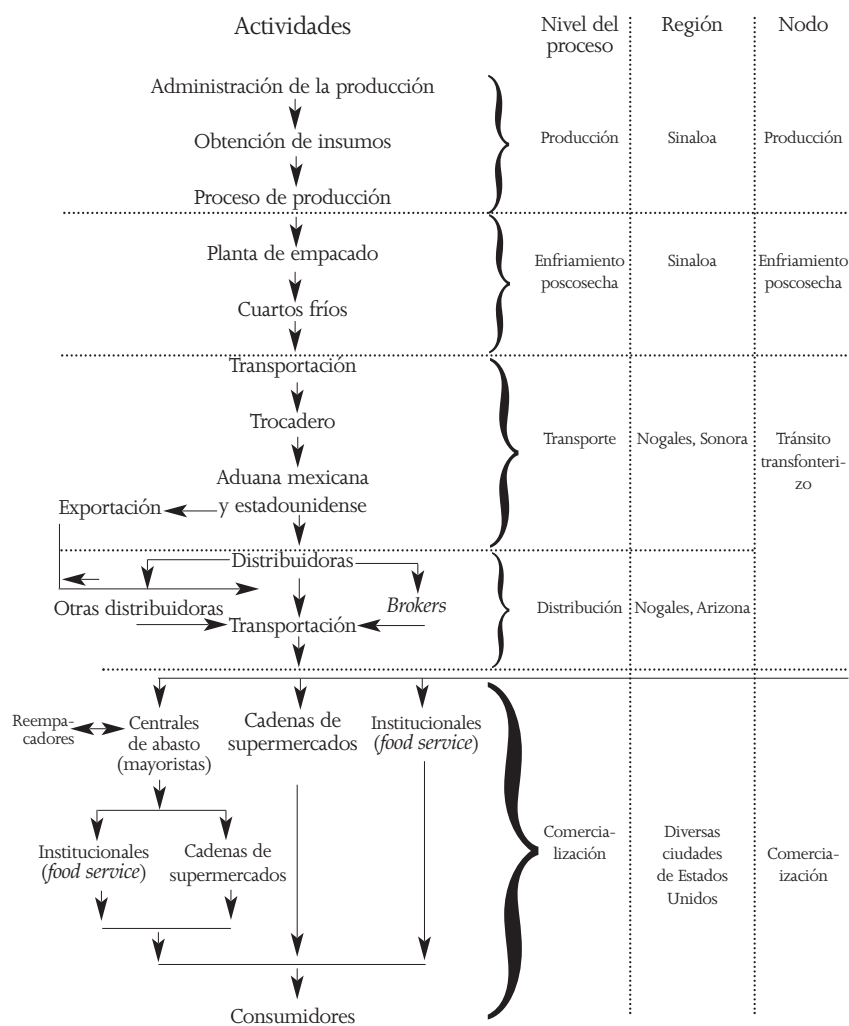 Actividades
Nivel del
proceso
Región
Nodo
Administración de la producción
Obtención de insumos
Proceso de producción
Producción
Sinaloa
Producción
Planta de empacado
Cuartos fríos
Enfriamiento
poscosecha
Sinaloa
Enfriamiento
poscosecha
Transportación
Trocadero
Aduana mexicana
y estadounidense
Exportación
Transporte
Nogales, Sonora
Tránsito
transfonteri-
zo
Distribuidoras
Otras distribuidoras
Brokers
Transportación
Distribución
Nogales, Arizona
Reempa-
cadores
Centrales
de abasto
(mayoristas)
Cadenas de
supermercados
Institucionales
(food service)
Institucionales
(food service)
Cadenas de
supermercados
Consumidores
Comercia-
lización
Diversas
ciudades
de Estados
Unidos
Comercia-
ización